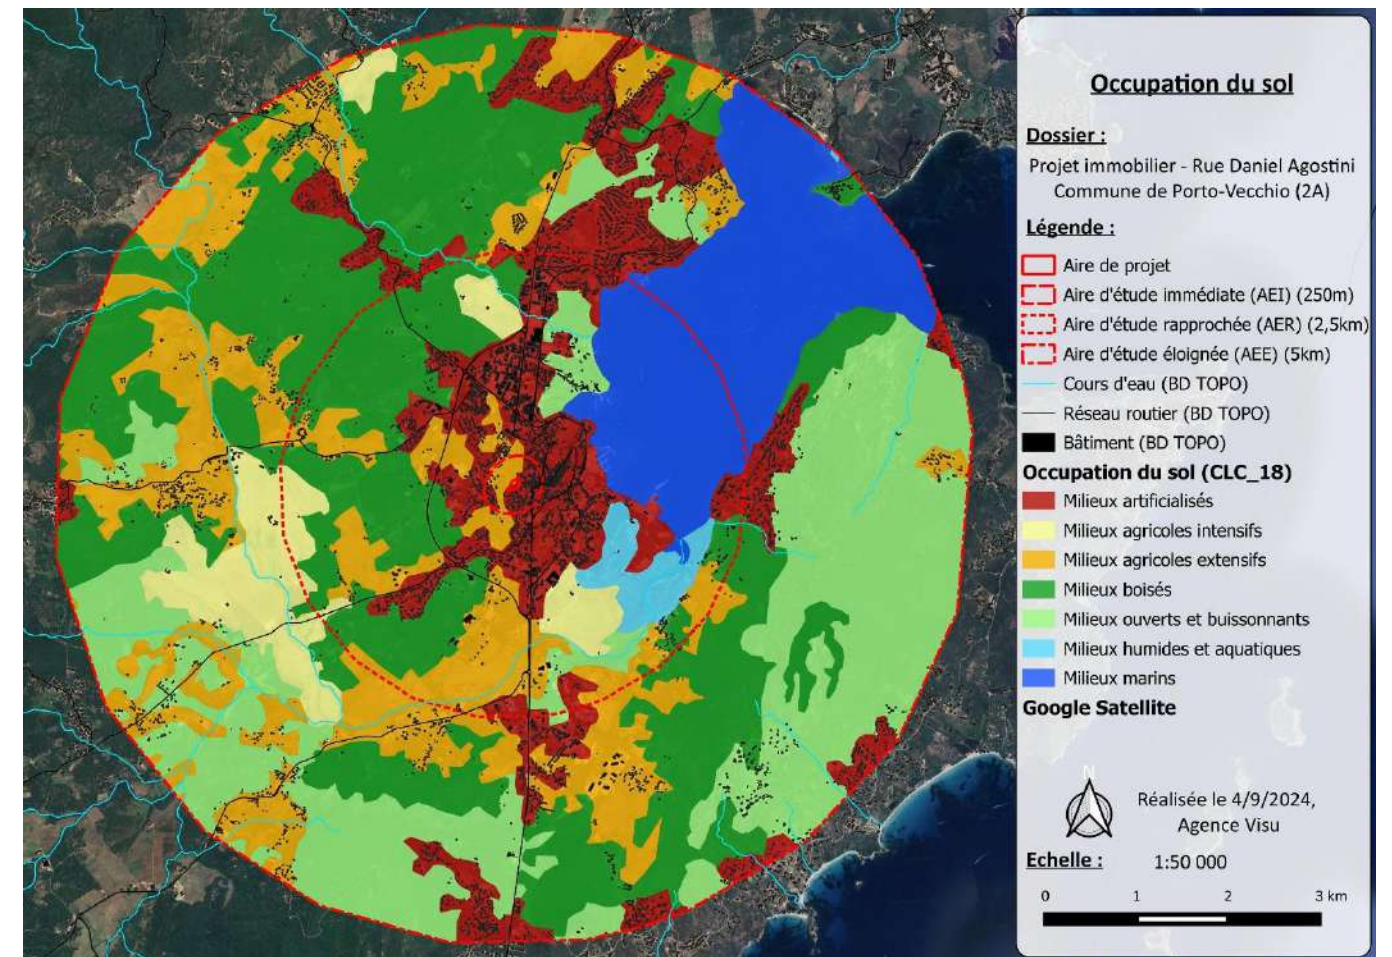 Occupation du sol
Dossier :
Projet immobilier - Rue Daniel Agostini
Commune de Porto-Vecchio (2A)
Légende :
Aire de projet
Aire d'étude immédiate (AEI) (250m)
Aire d'étude rapprochée (AER) (2,5km)
Aire d'étude éloignée (AEE) (5km)
Cours d'eau (BD TOPO)
Réseau routier (BD TOPO)
Bâtiment (BD TOPO)
Occupation du sol (CLC_18)
Milieux artificialisés
Milieux agricoles intensifs
Milieux agricoles extensifs
Milieux boisés
Milieux ouverts et buissonnants
Milieux humides et aquatiques
Milieux marins
Google Satellite
N
Réalisée le 4/9/2024,
Agence Visu
Echelle : 1:50 000
0 1 2 3 km